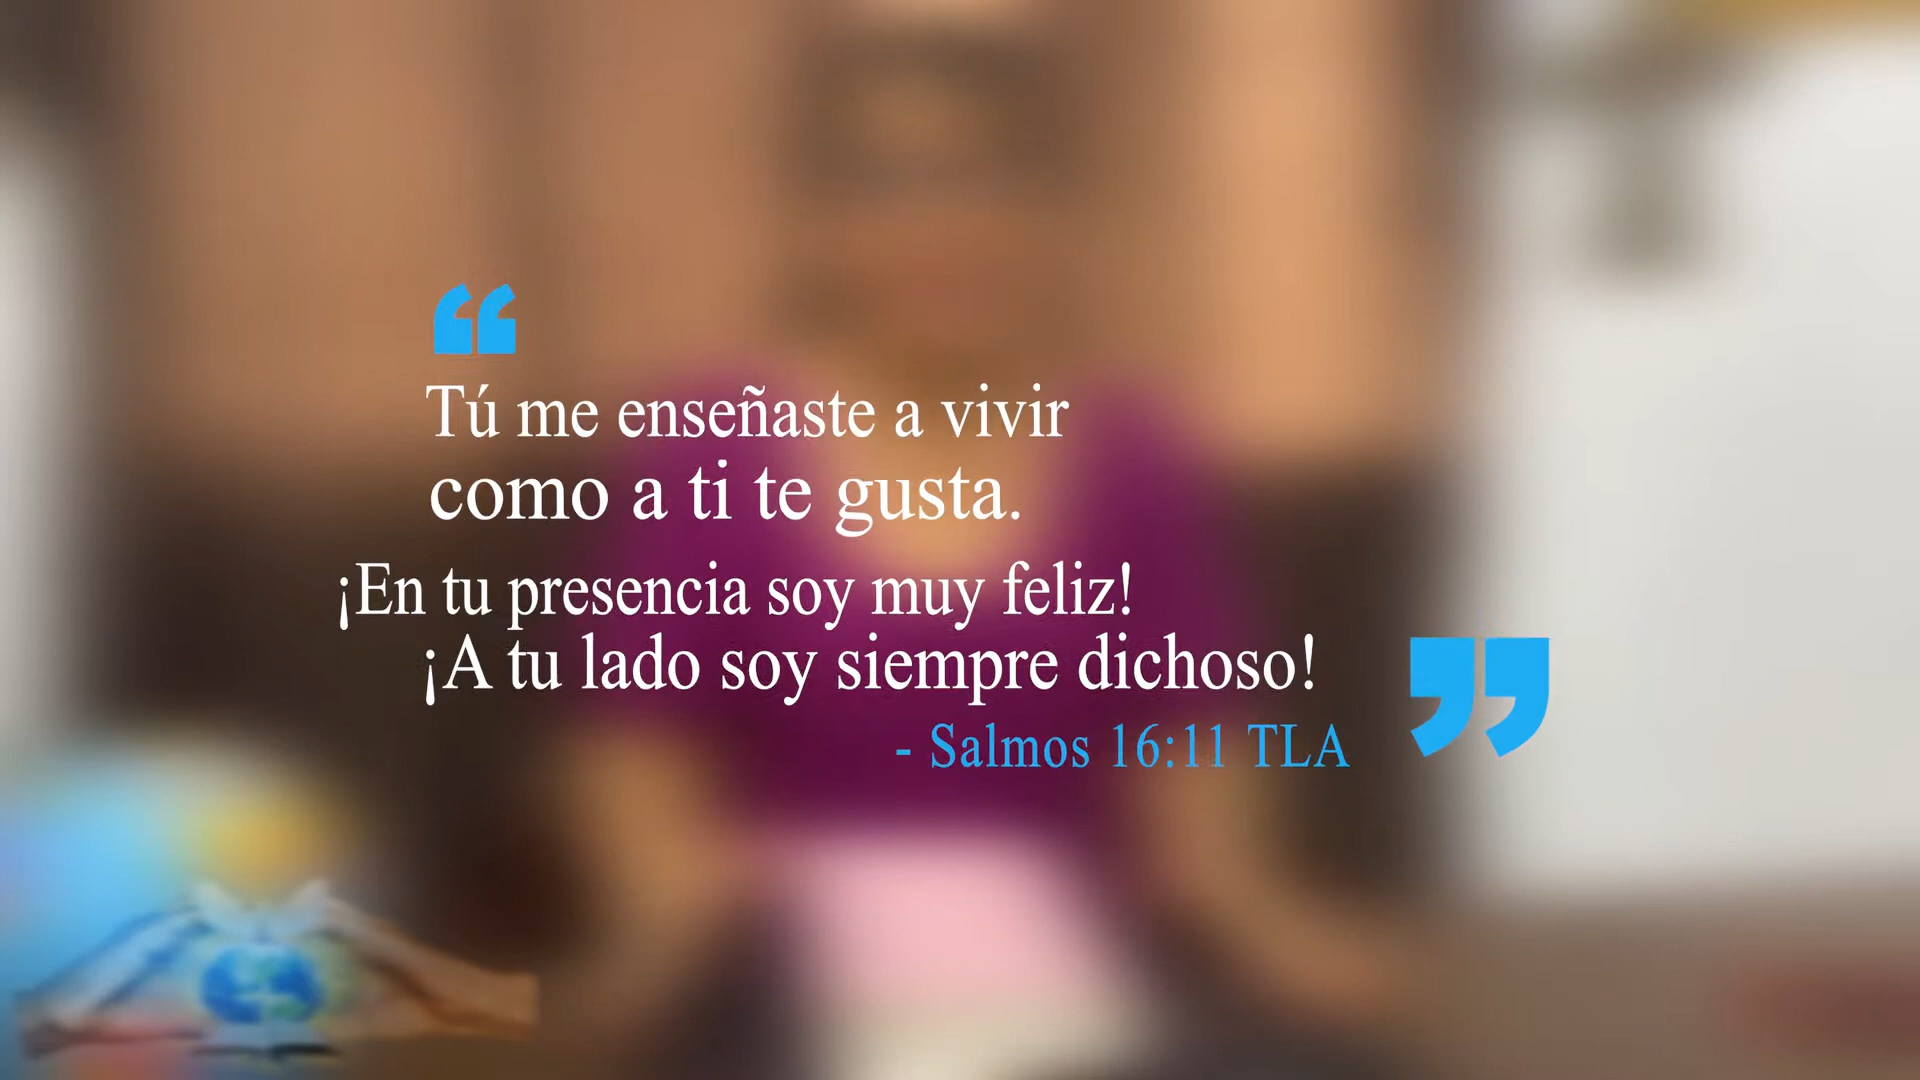 “
Tú me enseñaste a vivir
como a ti te gusta.
¡En tu presencia soy muy feliz!
¡A tu lado soy siempre dichoso!
”
- Salmos 16:11 TLA